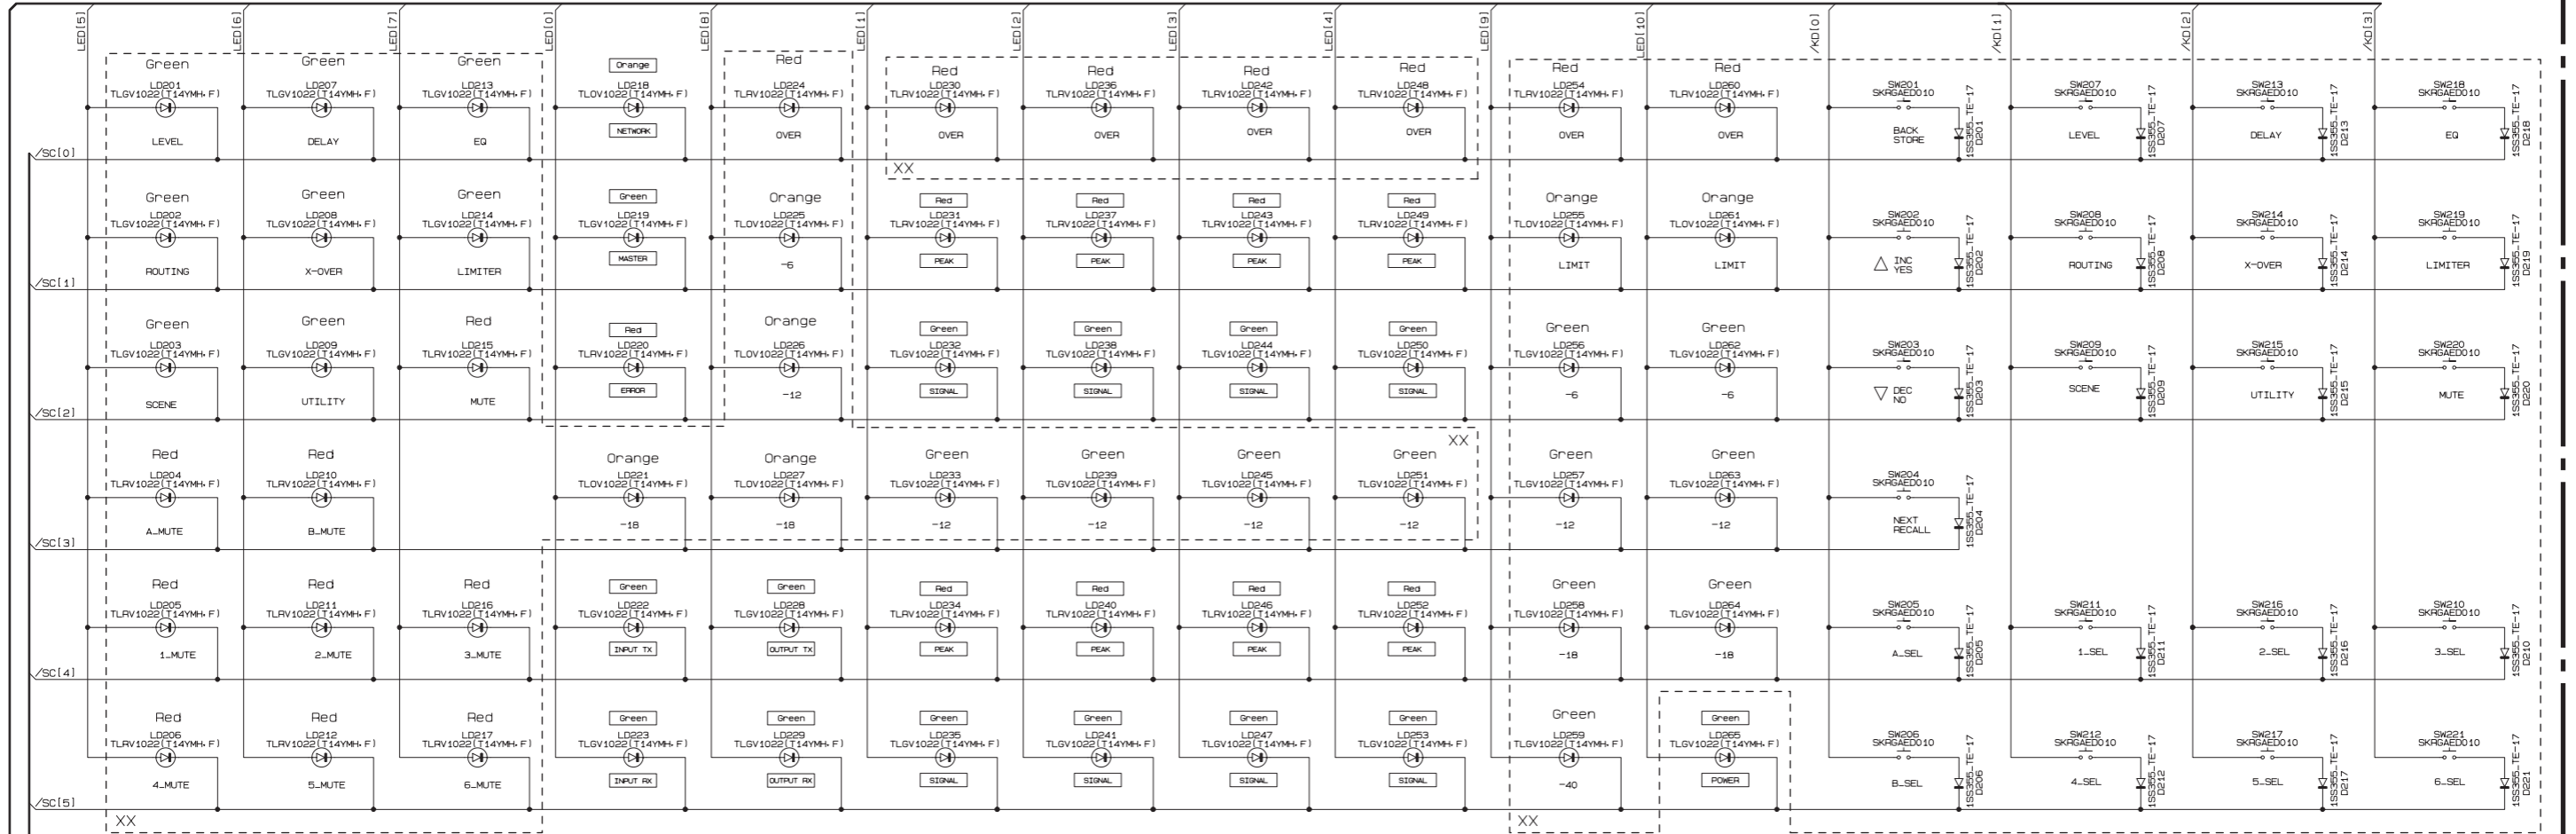 LED[5] LED[6] LED[7] LED[0] LED[8] LED[1] LED[2] LED[3] LED[4] LED[9] LED[10] /KD[0] /KD[1] /KD[2] /KD[3]
Green Green Green Orange Red Red Red Red Red Red Red
LD201 LD207 LD213 LD218 LD224 LD230 LD236 LD242 LD248 LD254 LD260 SW201 SW207 SW213 SW218
TLGV1022(T14YMH,F) TLGV1022(T14YMH,F) TLGV1022(T14YMH,F) TLOV1022(T14YMH,F) TLRV1022(T14YMH,F) TLRV1022(T14YMH,F) TLRV1022(T14YMH,F) TLRV1022(T14YMH,F) TLRV1022(T14YMH,F) TLRV1022(T14YMH,F) TLRV1022(T14YMH,F) SKRGAED010 SKRGAED010 SKRGAED010 SKRGAED010
1SS355_TE-17 D201 1SS355_TE-17 D207 1SS355_TE-17 D213 1SS355_TE-17 D218
LEVEL DELAY EQ NETWORK OVER OVER OVER OVER OVER OVER OVER BACK STORE LEVEL DELAY EQ
/SC[0]
XX
Green Green Green Green Orange Red Red Red Red Orange Orange
LD202 LD208 LD214 LD219 LD225 LD231 LD237 LD243 LD249 LD255 LD261 SW202 SW208 SW214 SW219
TLGV1022(T14YMH,F) TLGV1022(T14YMH,F) TLGV1022(T14YMH,F) TLGV1022(T14YMH,F) TLOV1022(T14YMH,F) TLRV1022(T14YMH,F) TLRV1022(T14YMH,F) TLRV1022(T14YMH,F) TLRV1022(T14YMH,F) TLOV1022(T14YMH,F) TLOV1022(T14YMH,F) SKRGAED010 SKRGAED010 SKRGAED010 SKRGAED010
1SS355_TE-17 D202 1SS355_TE-17 D208 1SS355_TE-17 D214 1SS355_TE-17 D219
ROUTING X-OVER LIMITER MASTER -6 PEAK PEAK PEAK PEAK LIMIT LIMIT △ INC YES ROUTING X-OVER LIMITER
/SC[1]
Green Green Red Red Orange Green Green Green Green Green Green
LD203 LD209 LD215 LD220 LD226 LD232 LD238 LD244 LD250 LD256 LD262 SW203 SW209 SW215 SW220
TLGV1022(T14YMH,F) TLGV1022(T14YMH,F) TLRV1022(T14YMH,F) TLRV1022(T14YMH,F) TLOV1022(T14YMH,F) TLGV1022(T14YMH,F) TLGV1022(T14YMH,F) TLGV1022(T14YMH,F) TLGV1022(T14YMH,F) TLGV1022(T14YMH,F) TLGV1022(T14YMH,F) SKRGAED010 SKRGAED010 SKRGAED010 SKRGAED010
1SS355_TE-17 D203 1SS355_TE-17 D209 1SS355_TE-17 D215 1SS355_TE-17 D220
SCENE UTILITY MUTE ERROR -12 SIGNAL SIGNAL SIGNAL SIGNAL -6 -6 ▽ DEC NO SCENE UTILITY MUTE
/SC[2]
XX
Red Red Orange Orange Green Green Green Green Green Green
LD204 LD210 LD221 LD227 LD233 LD239 LD245 LD251 LD257 LD263 SW204
TLRV1022(T14YMH,F) TLRV1022(T14YMH,F) TLOV1022(T14YMH,F) TLOV1022(T14YMH,F) TLGV1022(T14YMH,F) TLGV1022(T14YMH,F) TLGV1022(T14YMH,F) TLGV1022(T14YMH,F) TLGV1022(T14YMH,F) TLGV1022(T14YMH,F) SKRGAED010
1SS355_TE-17 D204
A_MUTE B_MUTE -18 -18 -12 -12 -12 -12 -12 -12 NEXT RECALL
/SC[3]
Red Red Red Green Green Red Red Red Red Green Green
LD205 LD211 LD216 LD222 LD228 LD234 LD240 LD246 LD252 LD258 LD264 SW205 SW211 SW216 SW210
TLRV1022(T14YMH,F) TLRV1022(T14YMH,F) TLRV1022(T14YMH,F) TLGV1022(T14YMH,F) TLGV1022(T14YMH,F) TLRV1022(T14YMH,F) TLRV1022(T14YMH,F) TLRV1022(T14YMH,F) TLRV1022(T14YMH,F) TLGV1022(T14YMH,F) TLGV1022(T14YMH,F) SKRGAED010 SKRGAED010 SKRGAED010 SKRGAED010
1SS355_TE-17 D205 1SS355_TE-17 D211 1SS355_TE-17 D216 1SS355_TE-17 D210
1_MUTE 2_MUTE 3_MUTE INPUT TX OUTPUT TX PEAK PEAK PEAK PEAK -18 -18 A_SEL 1_SEL 2_SEL 3_SEL
/SC[4]
Red Red Red Green Green Green Green Green Green Green Green
LD206 LD212 LD217 LD223 LD229 LD235 LD241 LD247 LD253 LD259 LD265 SW206 SW212 SW217 SW221
TLRV1022(T14YMH,F) TLRV1022(T14YMH,F) TLRV1022(T14YMH,F) TLGV1022(T14YMH,F) TLGV1022(T14YMH,F) TLGV1022(T14YMH,F) TLGV1022(T14YMH,F) TLGV1022(T14YMH,F) TLGV1022(T14YMH,F) TLGV1022(T14YMH,F) TLGV1022(T14YMH,F) SKRGAED010 SKRGAED010 SKRGAED010 SKRGAED010
1SS355_TE-17 D206 1SS355_TE-17 D212 1SS355_TE-17 D217 1SS355_TE-17 D221
4_MUTE 5_MUTE 6_MUTE INPUT RX OUTPUT RX SIGNAL SIGNAL SIGNAL SIGNAL -40 POWER B_SEL 4_SEL 5_SEL 6_SEL
/SC[5]
XX XX